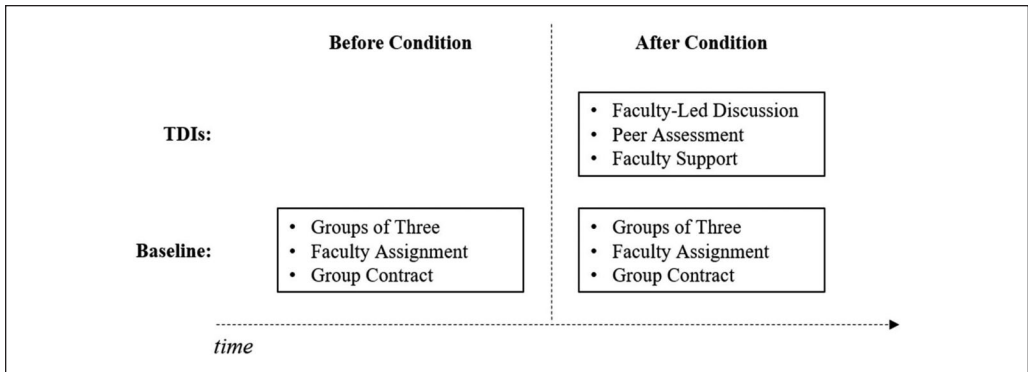 Before Condition
After Condition
TDIs:
• Faculty-Led Discussion
• Peer Assessment
• Faculty Support
Baseline:
• Groups of Three
• Faculty Assignment
• Group Contract
• Groups of Three
• Faculty Assignment
• Group Contract
time